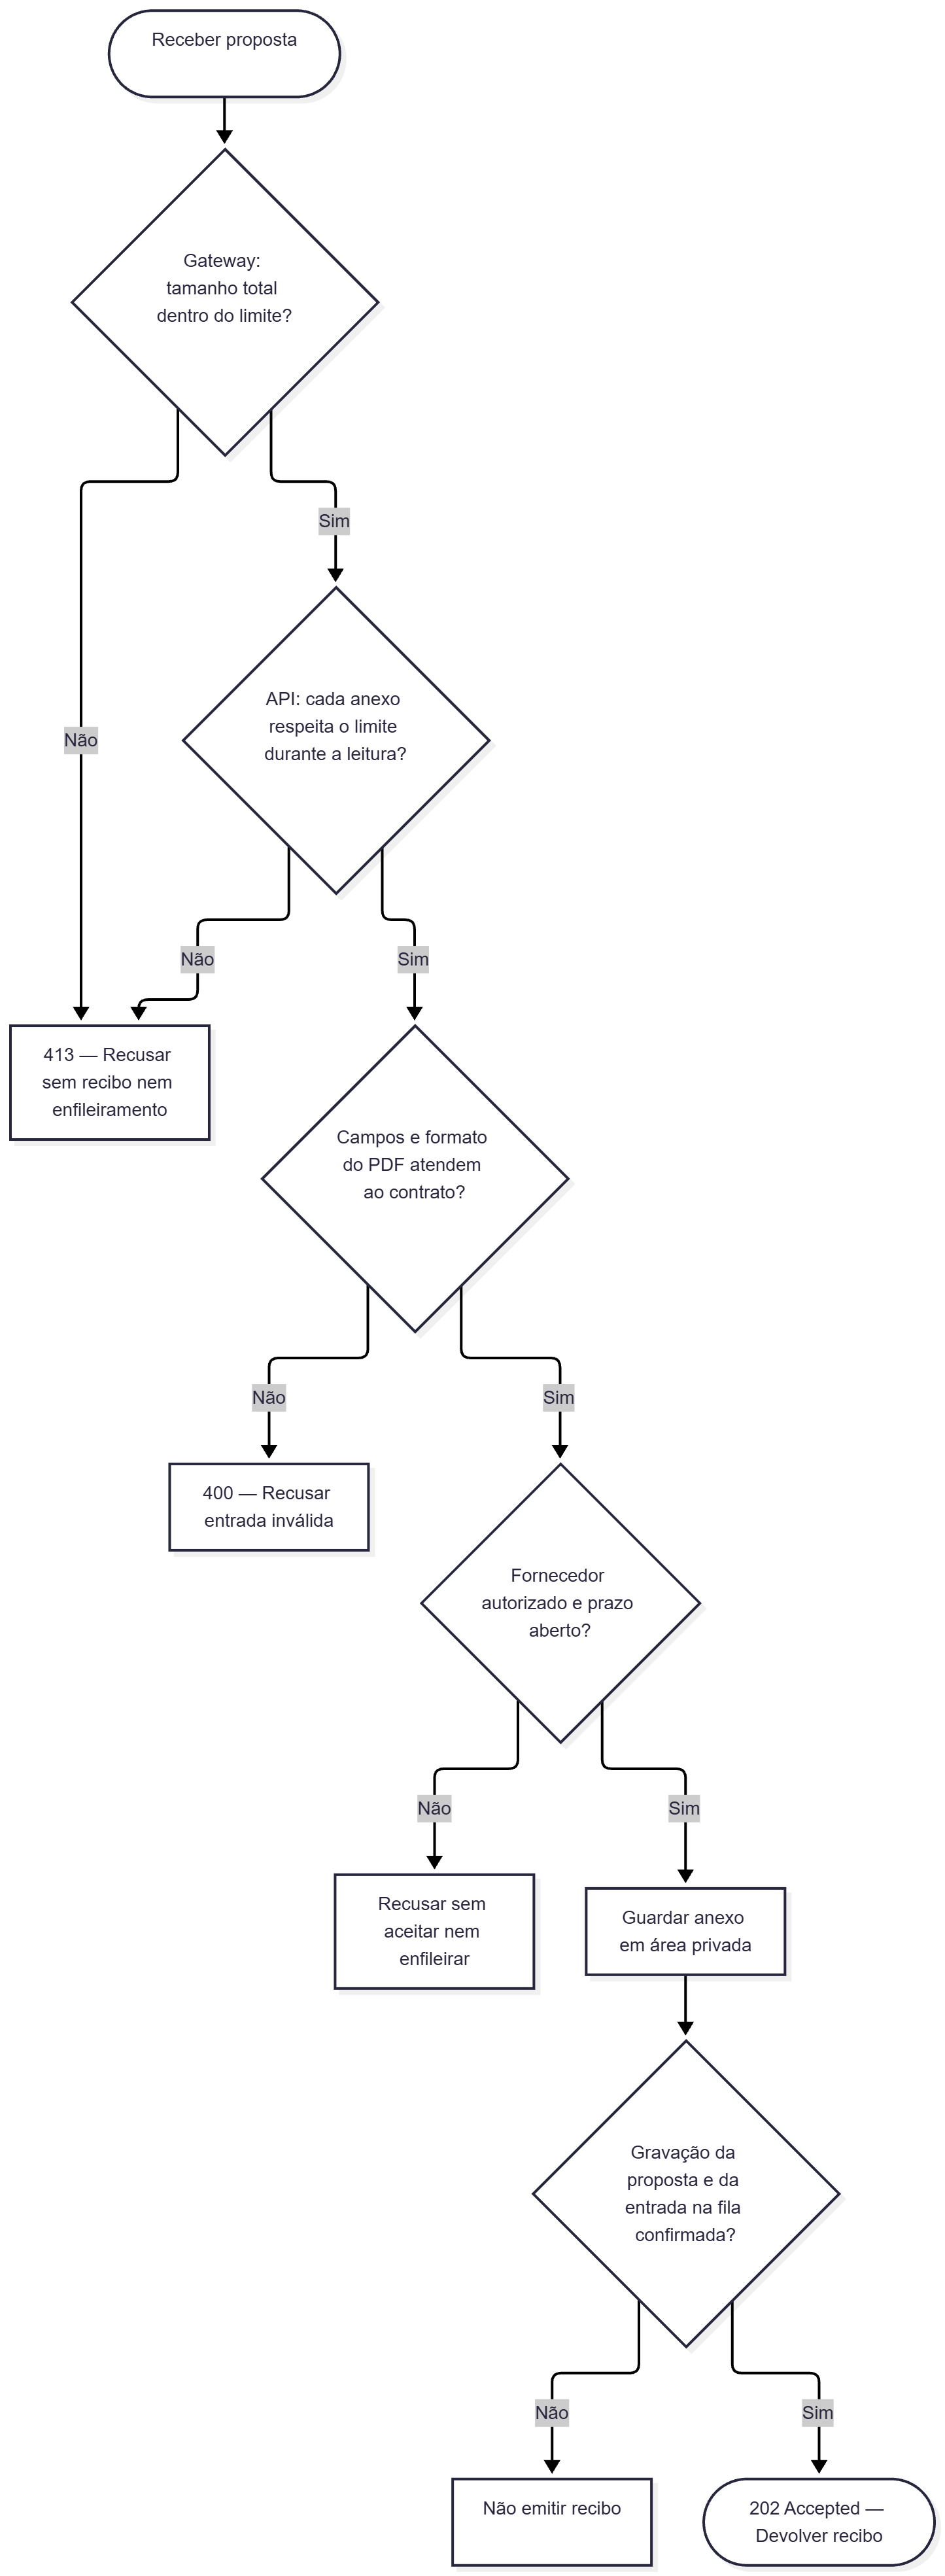 Receber proposta
Gateway:
tamanho total
dentro do limite?
Sim
API: cada anexo
respeita o limite
durante a leitura?
Não
Não
Sim
413 — Recusar
sem recibo nem
enfileiramento
Campos e formato
do PDF atendem
ao contrato?
Não
Sim
400 — Recusar
entrada inválida
Fornecedor
autorizado e prazo
aberto?
Não
Sim
Recusar sem
aceitar nem
enfileirar
Guardar anexo
em área privada
Gravação da
proposta e da
entrada na fila
confirmada?
Não
Sim
Não emitir recibo
202 Accepted —
Devolver recibo